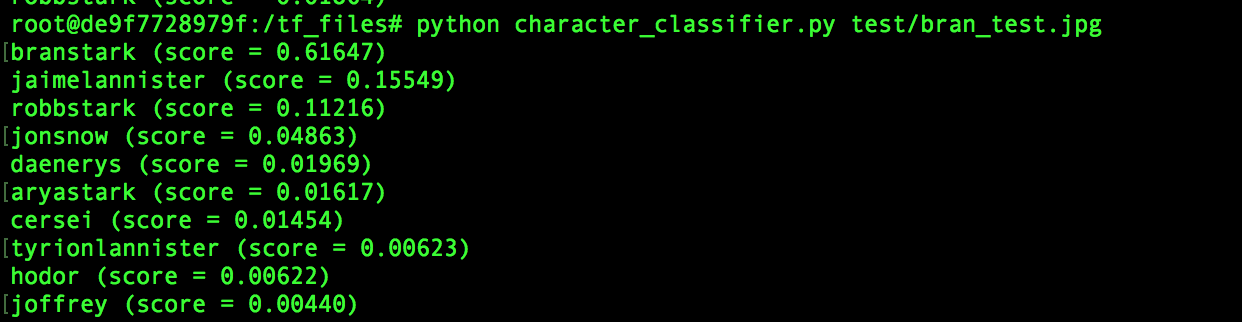 root@de9f7728979f:/tf_files# python character_classifier.py test/bran_test.jpg
[branstark (score = 0.61647)
jaimelannister (score = 0.15549)
robbstark (score = 0.11216)
[jonsnow (score = 0.04863)
daenerys (score = 0.01969)
[aryastark (score = 0.01617)
cersei (score = 0.01454)
[tyrionlannister (score = 0.00623)
hodor (score = 0.00622)
[joffrey (score = 0.00440)